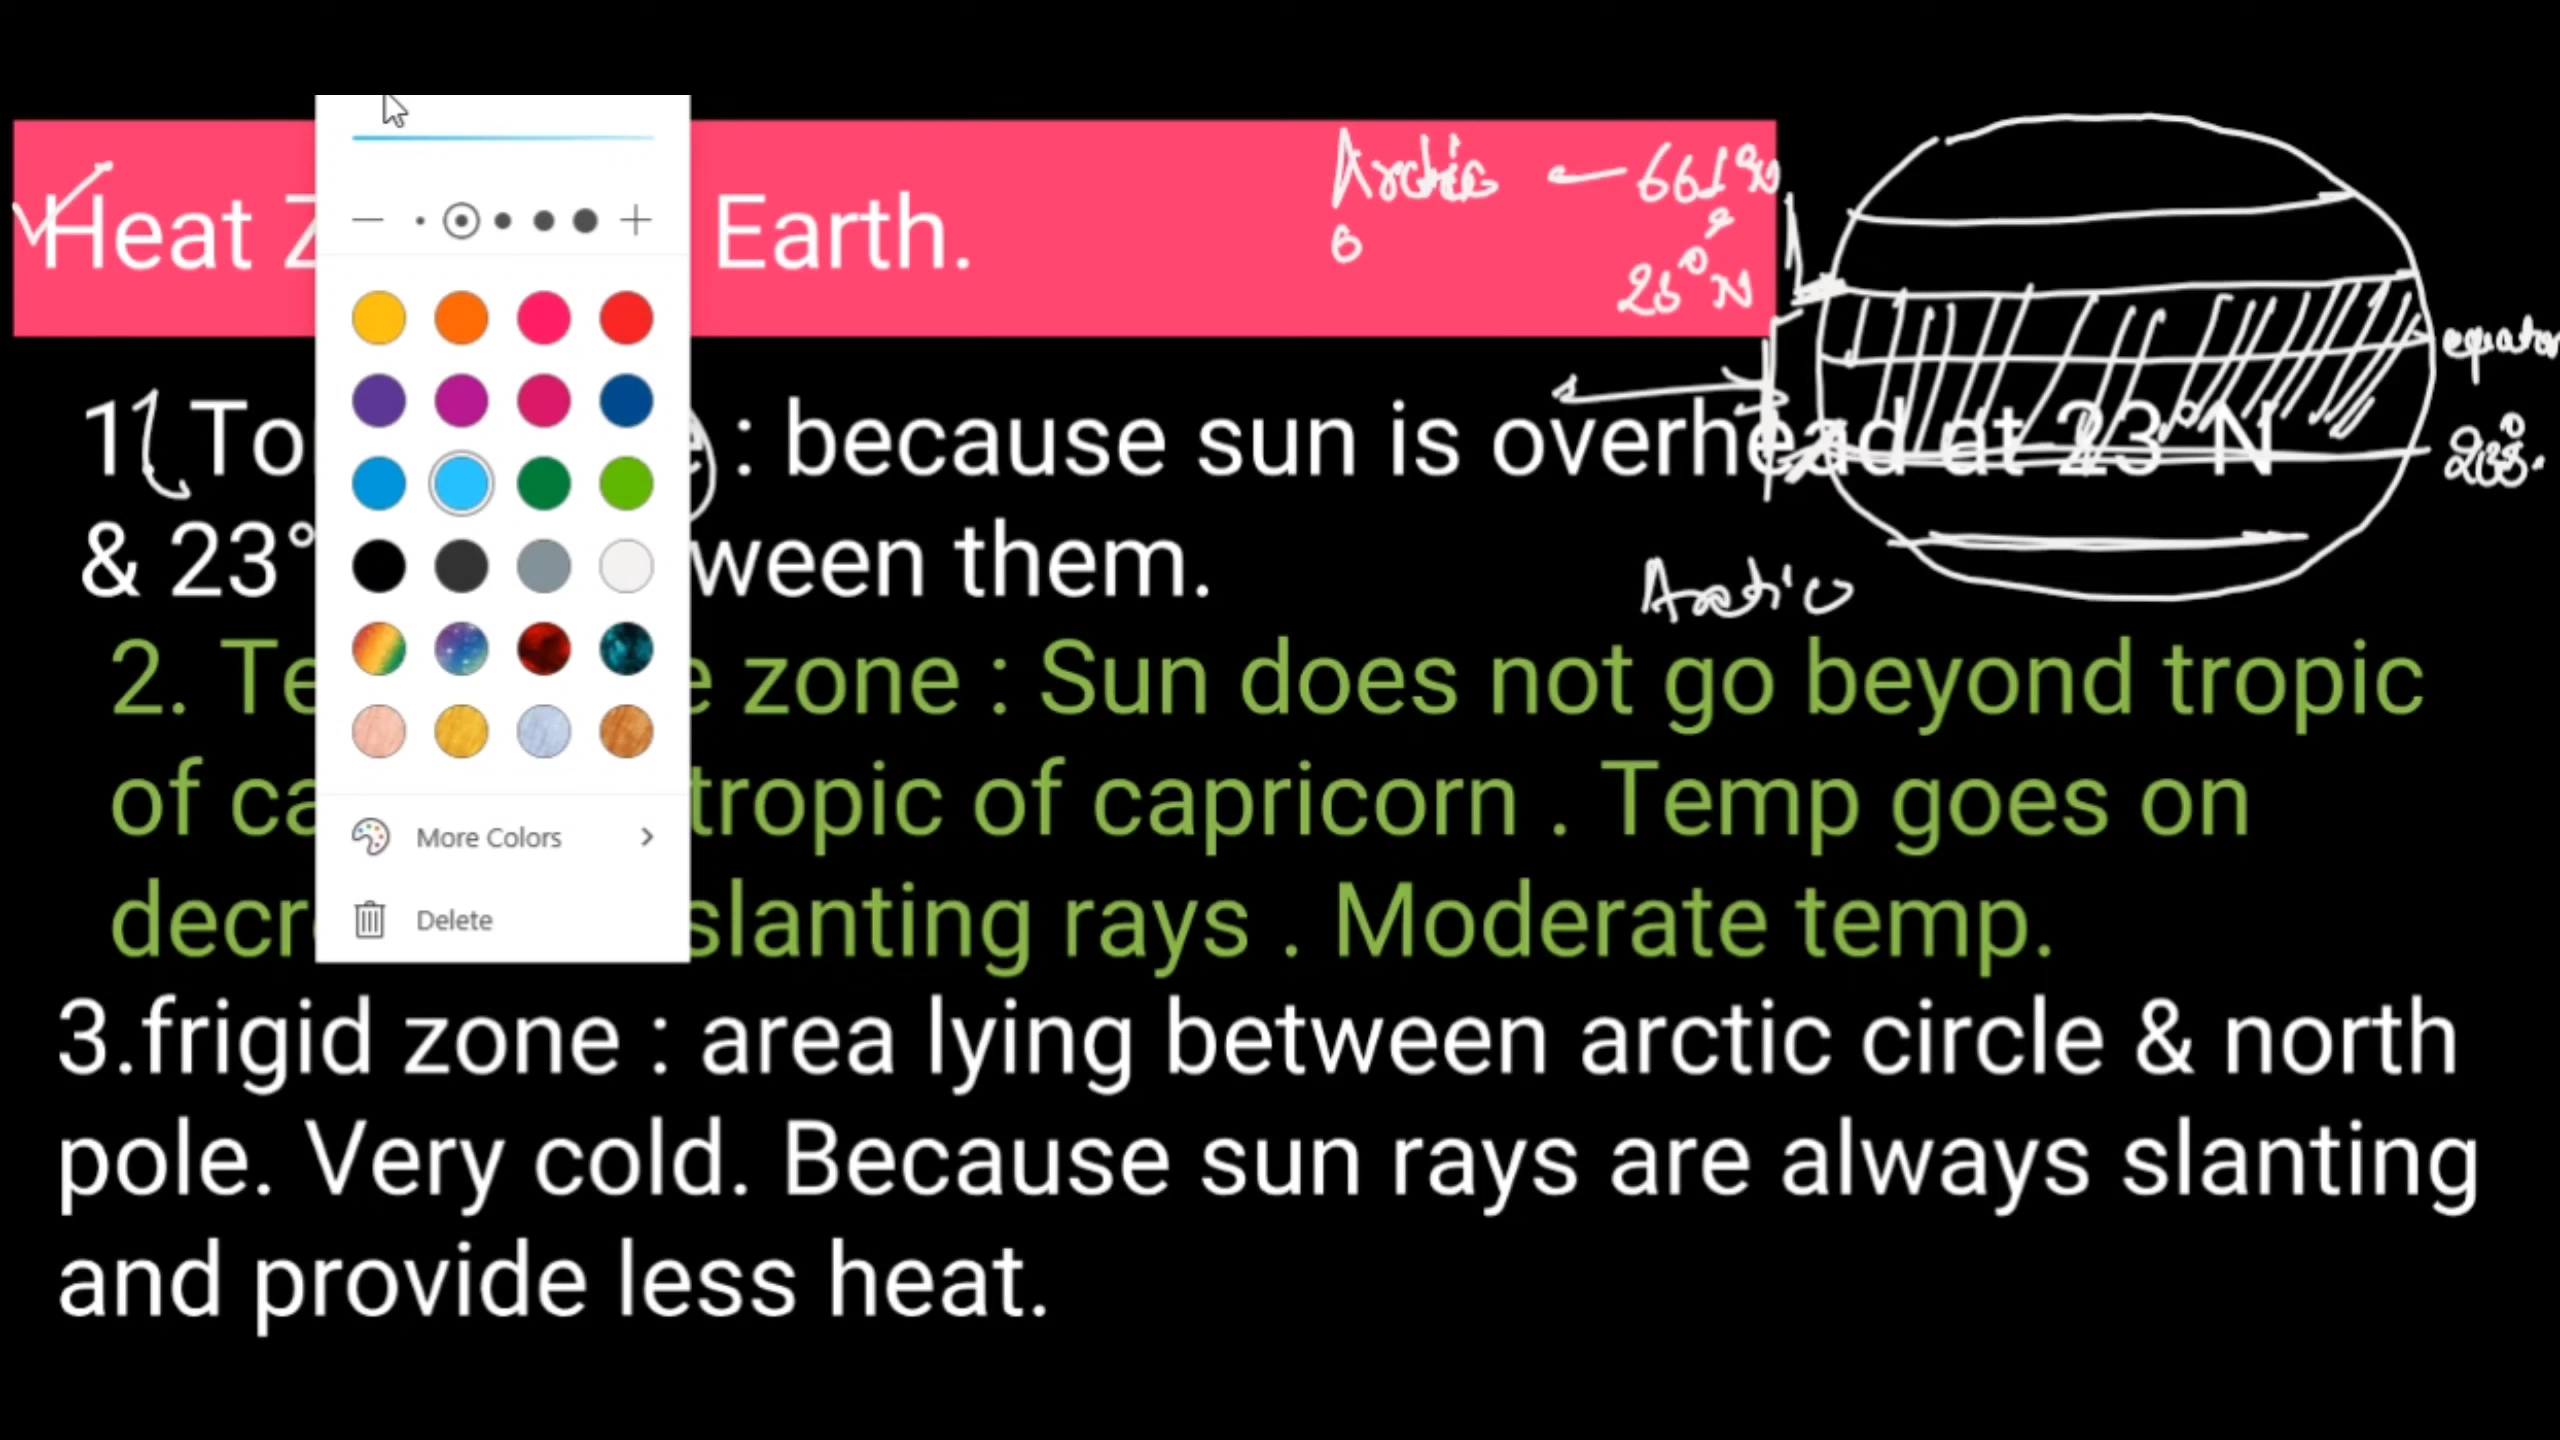 Heat Z Earth.
Arctic 66½°N
23°N
equator
1. To : because sun is overhead at 23°N
& 23° ween them.
2. Te e zone : Sun does not go beyond tropic
of ca tropic of capricorn . Temp goes on
decr slanting rays . Moderate temp.
3.frigid zone : area lying between arctic circle & north
pole. Very cold. Because sun rays are always slanting
and provide less heat.
More Colors
Delete